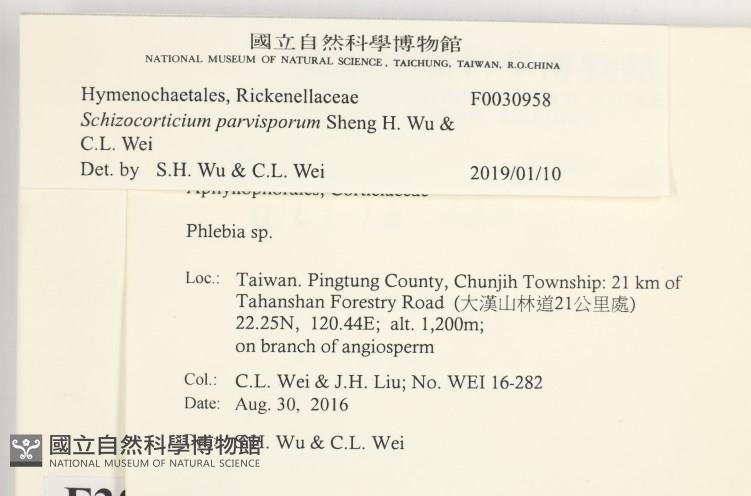 國立自然科學博物館
NATIONAL MUSEUM OF NATURAL SCIENCE, TAICHUNG, TAIWAN, R.O.CHINA
Hymenochaetales, Rickenellaceae F0030958
Schizocorticium parvisporum Sheng H. Wu &
C.L. Wei
Det. by S.H. Wu & C.L. Wei 2019/01/10
Aphyllophorales, Corticiaceae
Phlebia sp.
Loc.: Taiwan. Pingtung County, Chunjih Township: 21 km of
Tahanshan Forestry Road (大漢山林道21公里處)
22.25N, 120.44E; alt. 1,200m;
on branch of angiosperm
Col.: C.L. Wei & J.H. Liu; No. WEI 16-282
Date: Aug. 30, 2016
S.H. Wu & C.L. Wei
國立自然科學博物館
NATIONAL MUSEUM OF NATURAL SCIENCE